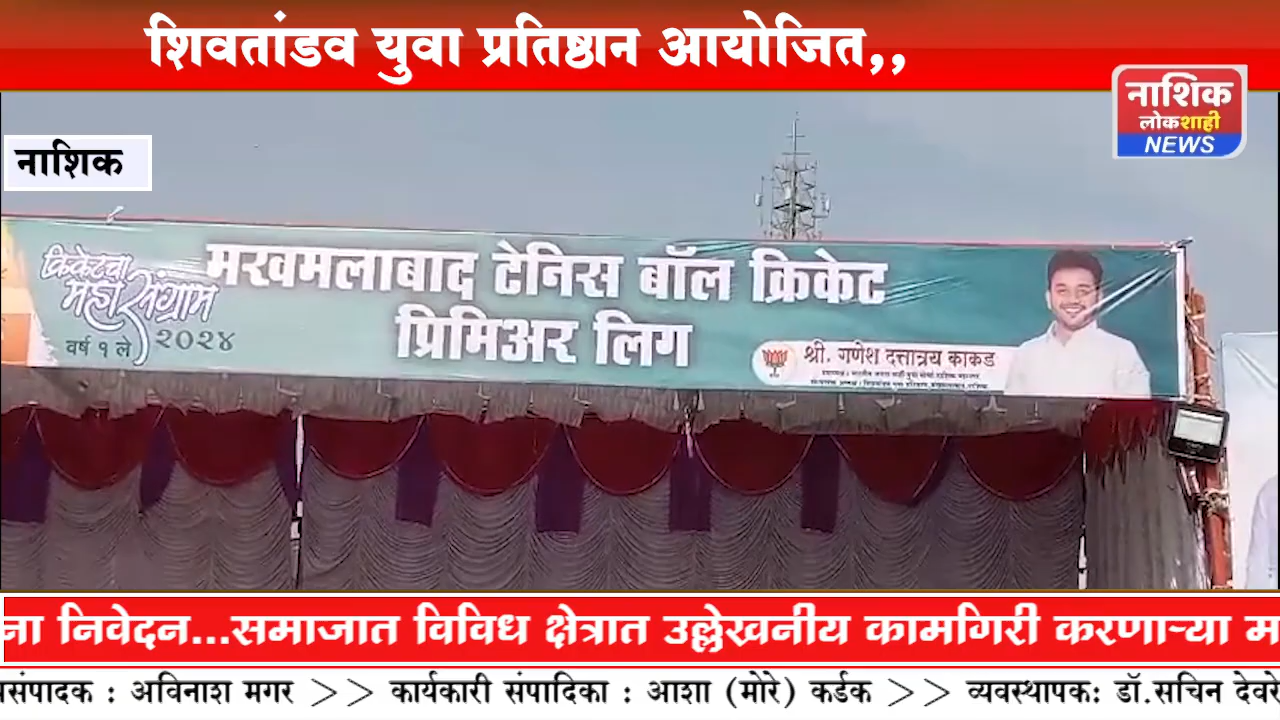 शिवतांडव युवा प्रतिष्ठान आयोजित,,
नाशिक
लोकशाही
NEWS
नाशिक
क्रिकेटचा
महासंग्राम
वर्ष १ ले २०२४
मखमलाबाद टेनिस बॉल क्रिकेट
प्रिमिअर लिग
श्री. गणेश दत्तात्रय काकड
ना निवेदन...समाजात विविध क्षेत्रात उल्लेखनीय कामगिरी करणाऱ्या म
संपादक : अविनाश मगर >> कार्यकारी संपादिका : आशा (मोरे) कर्डक >> व्यवस्थापक: डॉ.सचिन देवरे